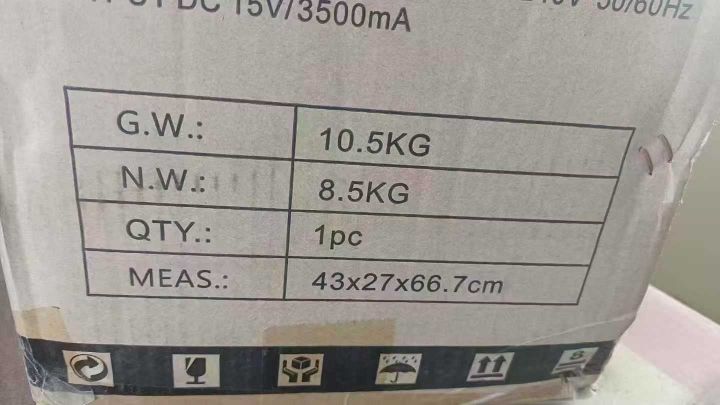 DC 15V/3500mA
50/60Hz
G.W.: 10.5KG
N.W.: 8.5KG
QTY.: 1pc
MEAS.: 43x27x66.7cm